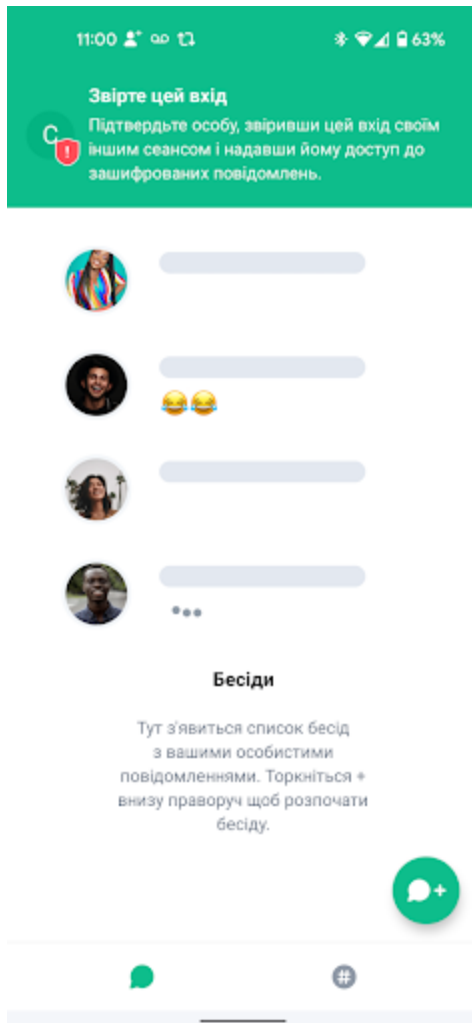 11:00 63%
Звірте цей вхід
С
Підтвердьте особу, звіривши цей вхід своїм
іншим сеансом і надавши йому доступ до
зашифрованих повідомлень.
😂😂
Бесіди
Тут з'явиться список бесід
з вашими особистими
повідомленнями. Торкніться +
внизу праворуч щоб розпочати
бесіду.